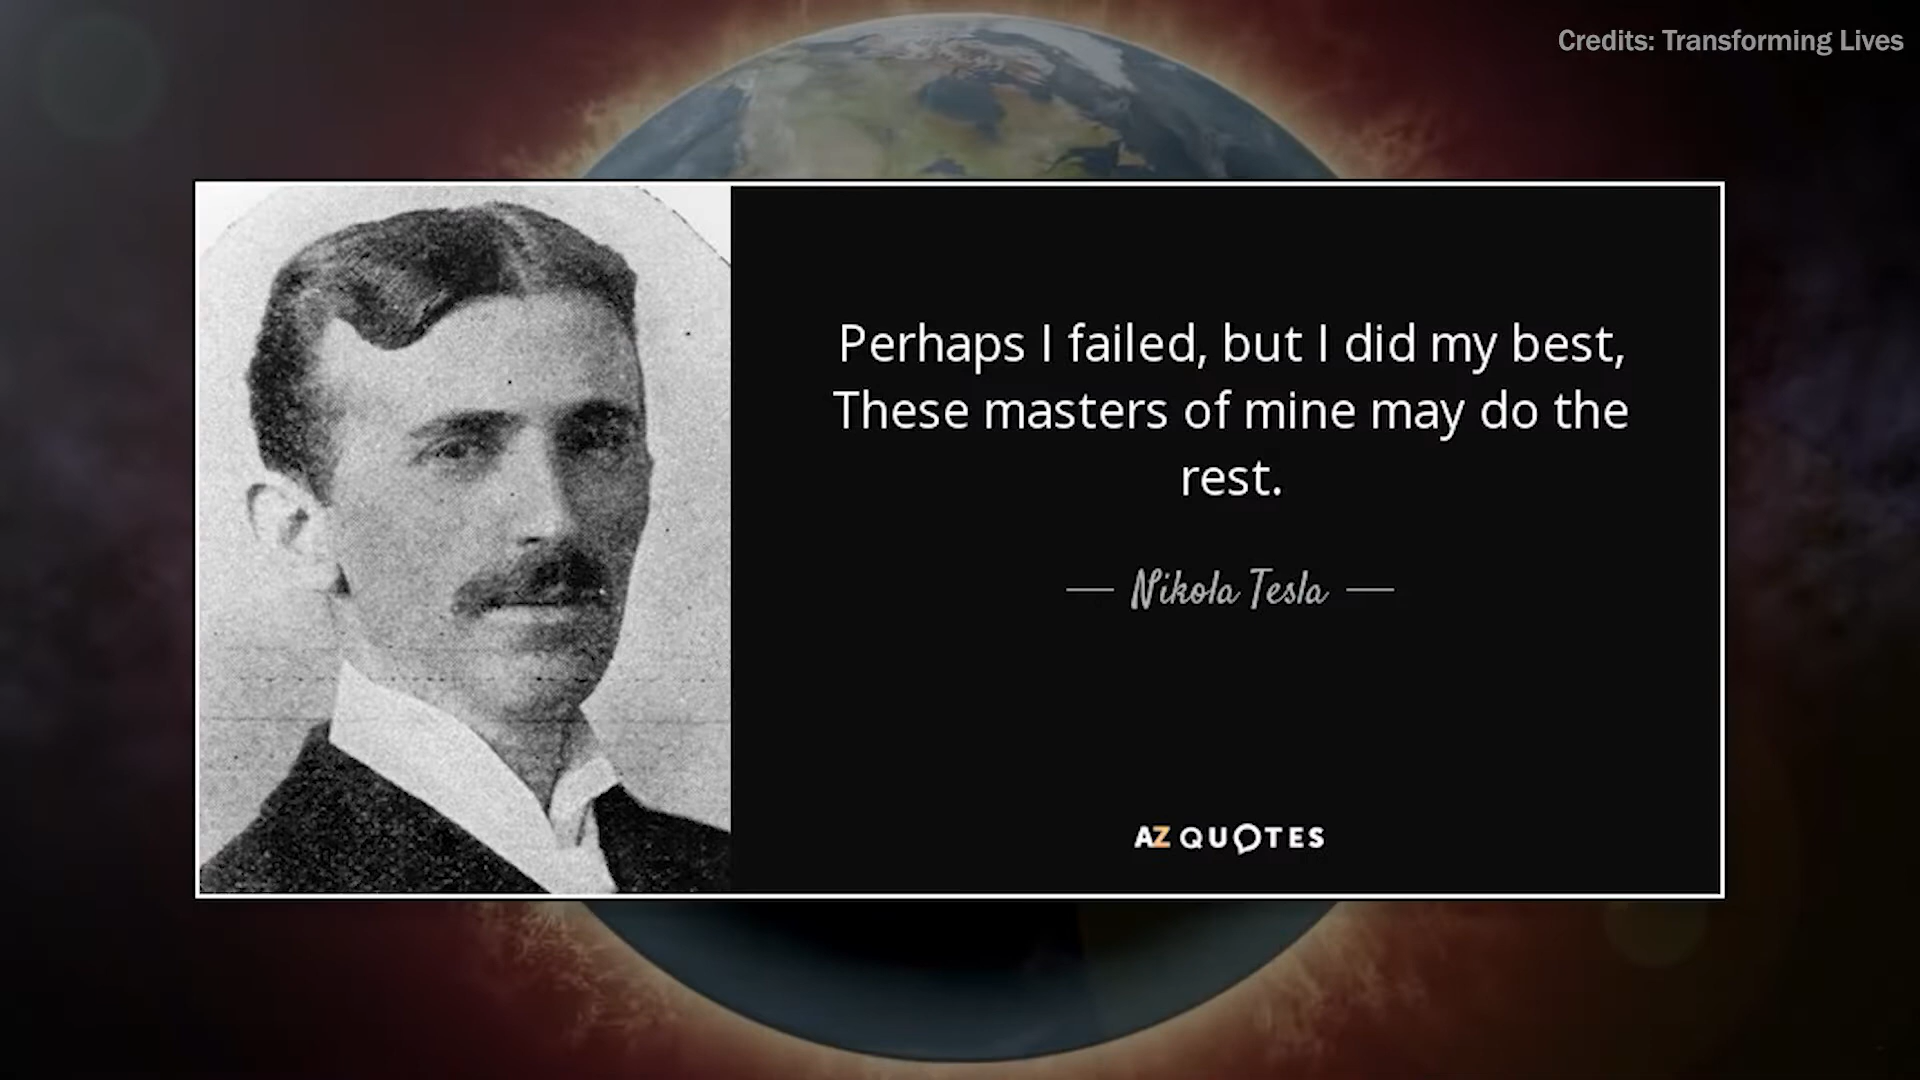 Credits: Transforming Lives
Perhaps I failed, but I did my best,
These masters of mine may do the
rest.
Nikola Tesla
AZ QUOTES